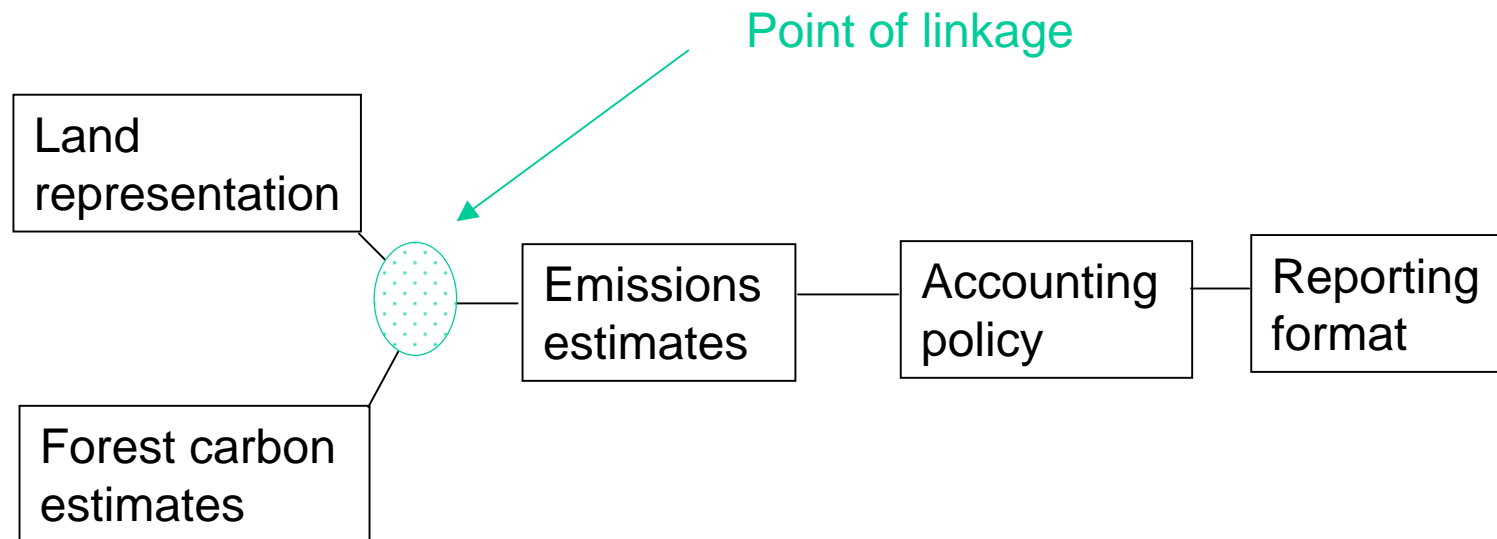 Point of linkage
Land
representation
Forest carbon
estimates
Emissions
estimates
Accounting
policy
Reporting
format